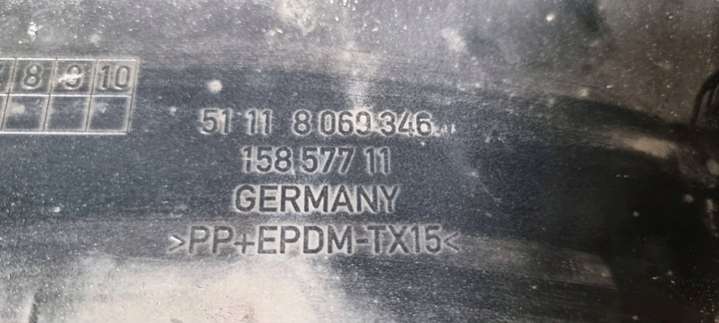 8 9 10
51 11 8 069 346
158 577 11
GERMANY
>PP+EPDM-TX15<